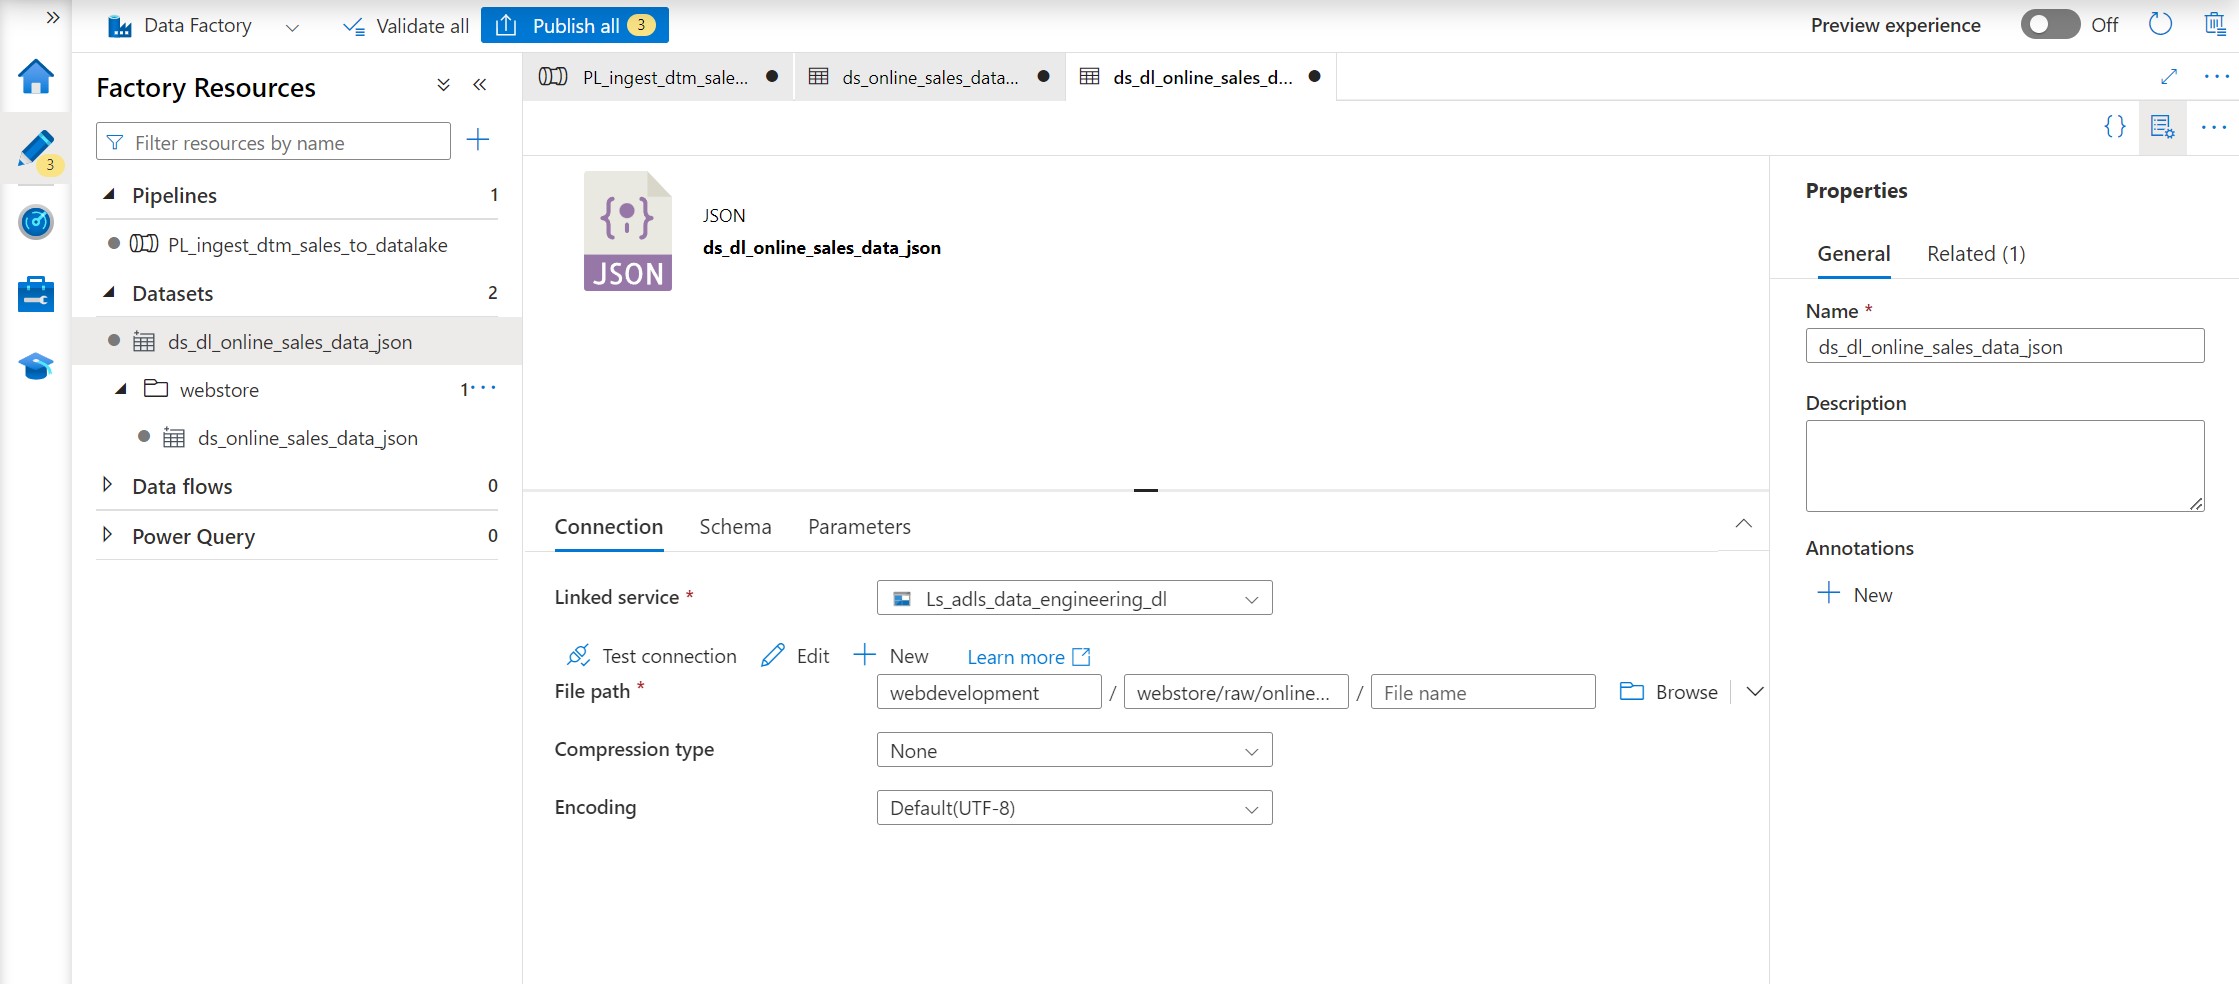 Data Factory
Validate all
Publish all 3
Preview experience Off
3
Factory Resources
Filter resources by name
Pipelines 1
PL_ingest_dtm_sales_to_datalake
Datasets 2
ds_dl_online_sales_data_json
webstore 1
ds_online_sales_data_json
Data flows 0
Power Query 0
PL_ingest_dtm_sale...
ds_online_sales_data...
ds_dl_online_sales_d...
JSON
JSON
ds_dl_online_sales_data_json
Connection Schema Parameters
Linked service * Ls_adls_data_engineering_dl
Test connection Edit New Learn more
File path * webdevelopment / webstore/raw/online... / File name Browse
Compression type None
Encoding Default(UTF-8)
Properties
General Related (1)
Name *
ds_dl_online_sales_data_json
Description
Annotations
New